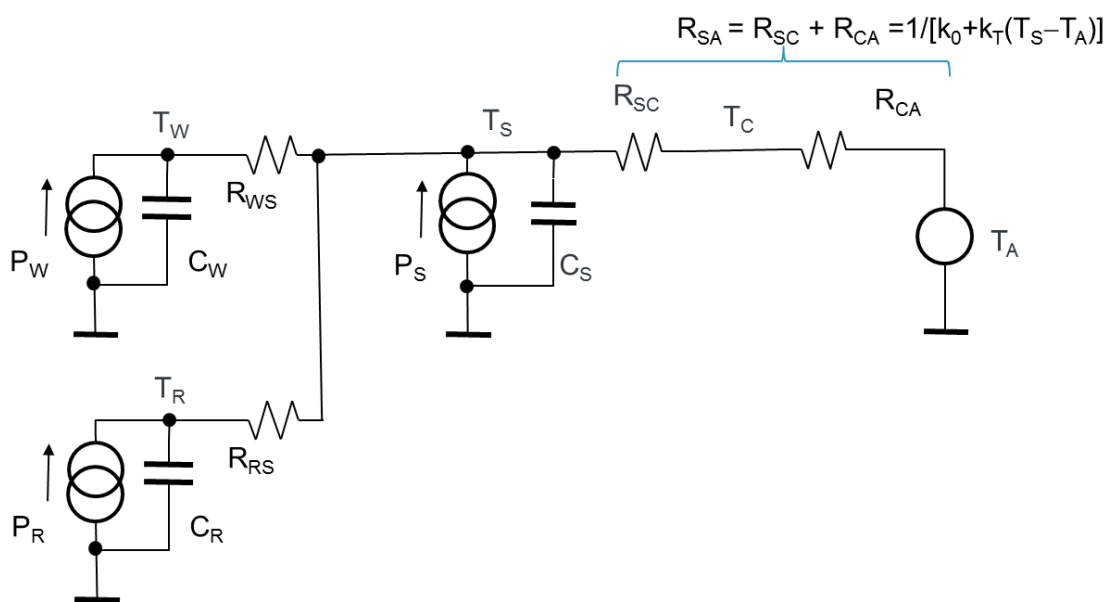 R_SA = R_SC + R_CA =1/[k_0+k_T(T_S–T_A)]
R_SC
R_CA
T_W
T_S
T_C
R_WS
P_W
C_W
P_S
C_S
T_A
T_R
R_RS
P_R
C_R